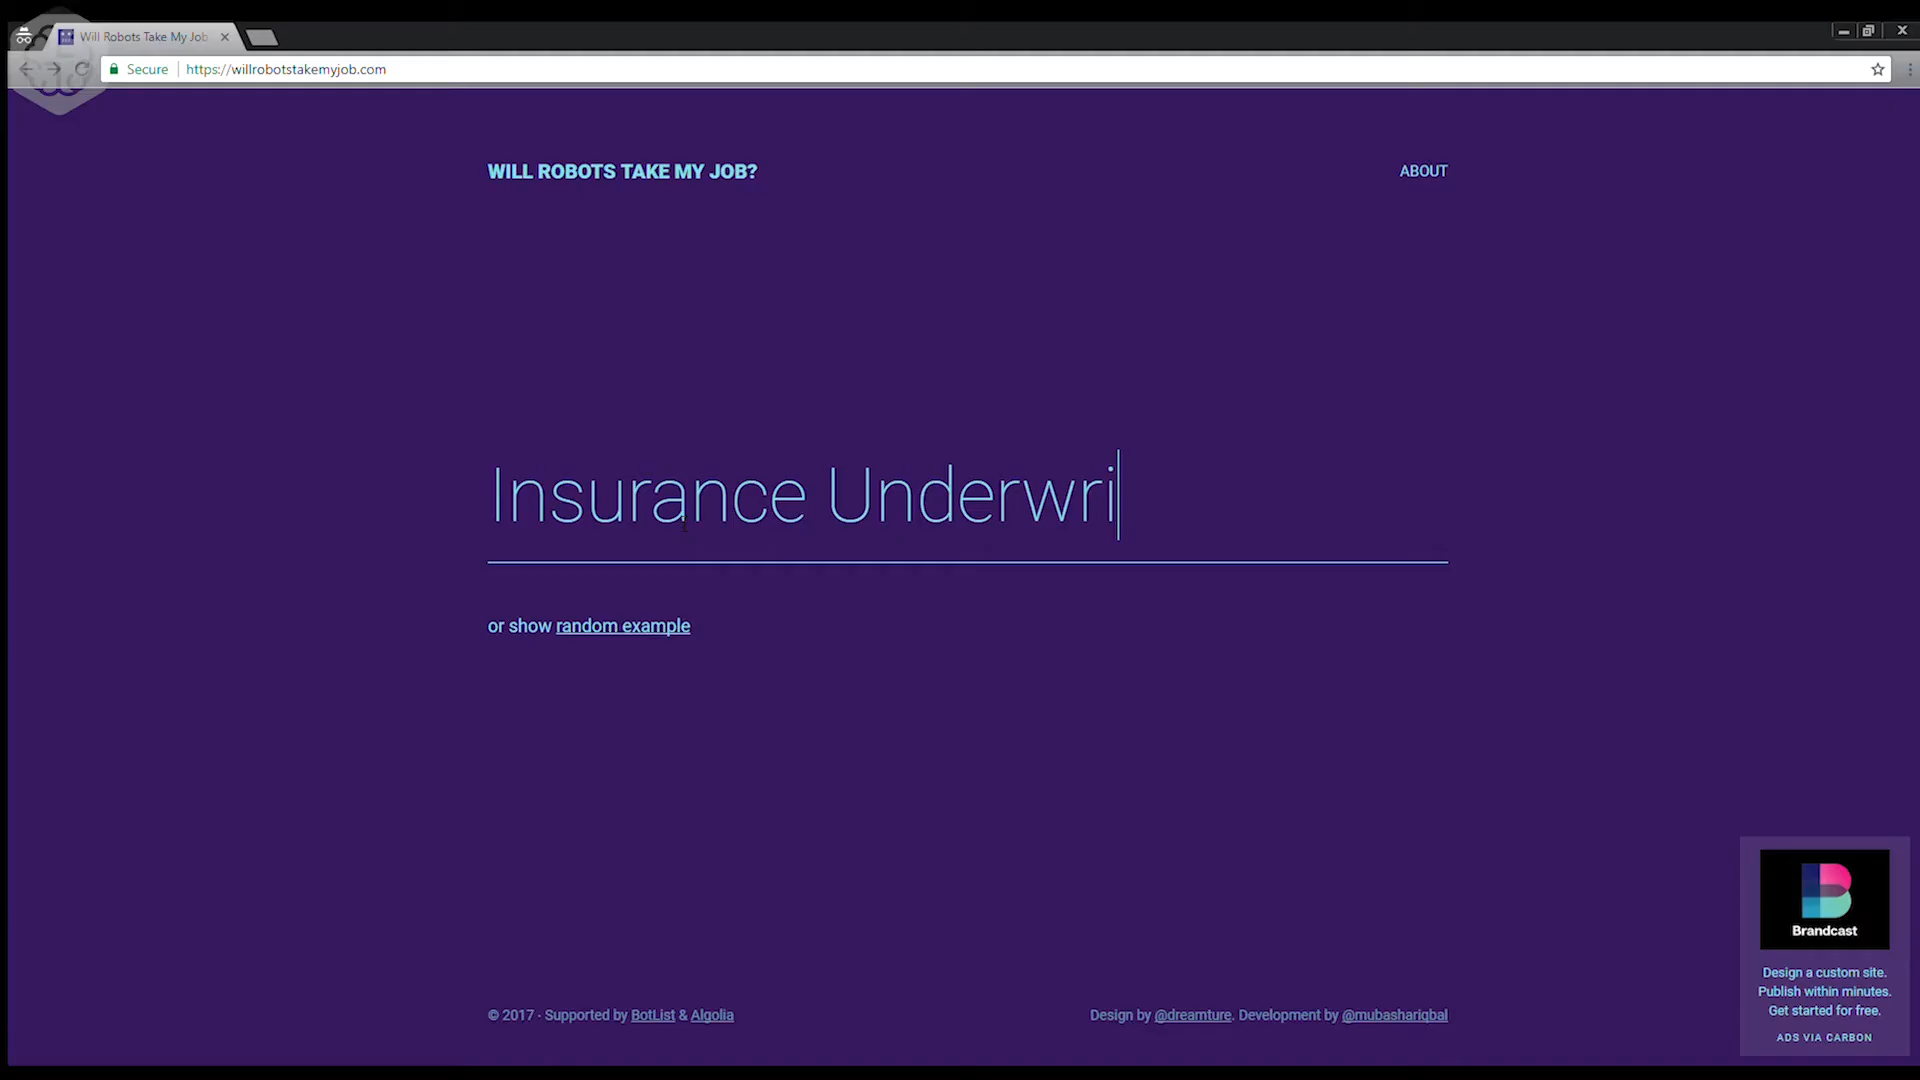 Will Robots Take My Job
Secure https://willrobotstakemyjob.com
WILL ROBOTS TAKE MY JOB?
ABOUT
Insurance Underwri
or show random example
Brandcast
Design a custom site.
Publish within minutes.
Get started for free.
ADS VIA CARBON
© 2017 - Supported by BotList & Algolia
Design by @dreamture. Development by @mubashariqbal